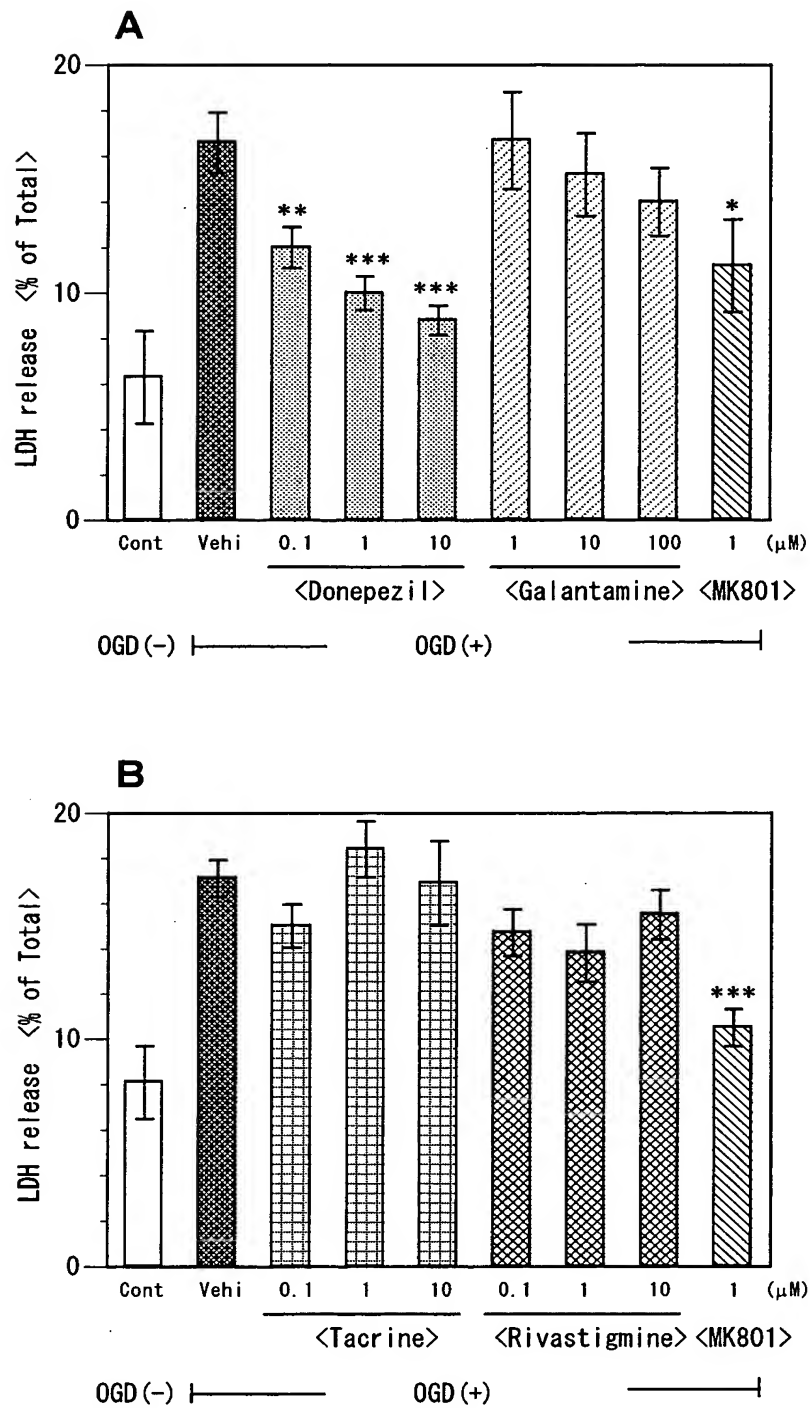 A
20
10
0
LDH release <% of Total>
** *** *** *
Cont Vehi 0.1 1 10 1 10 100 1 (μM)
<Donepezil> <Galantamine> <MK801>
OGD(-) OGD(+)
B
20
10
0
LDH release <% of Total>
***
Cont Vehi 0.1 1 10 0.1 1 10 1 (μM)
<Tacrine> <Rivastigmine> <MK801>
OGD(-) OGD(+)